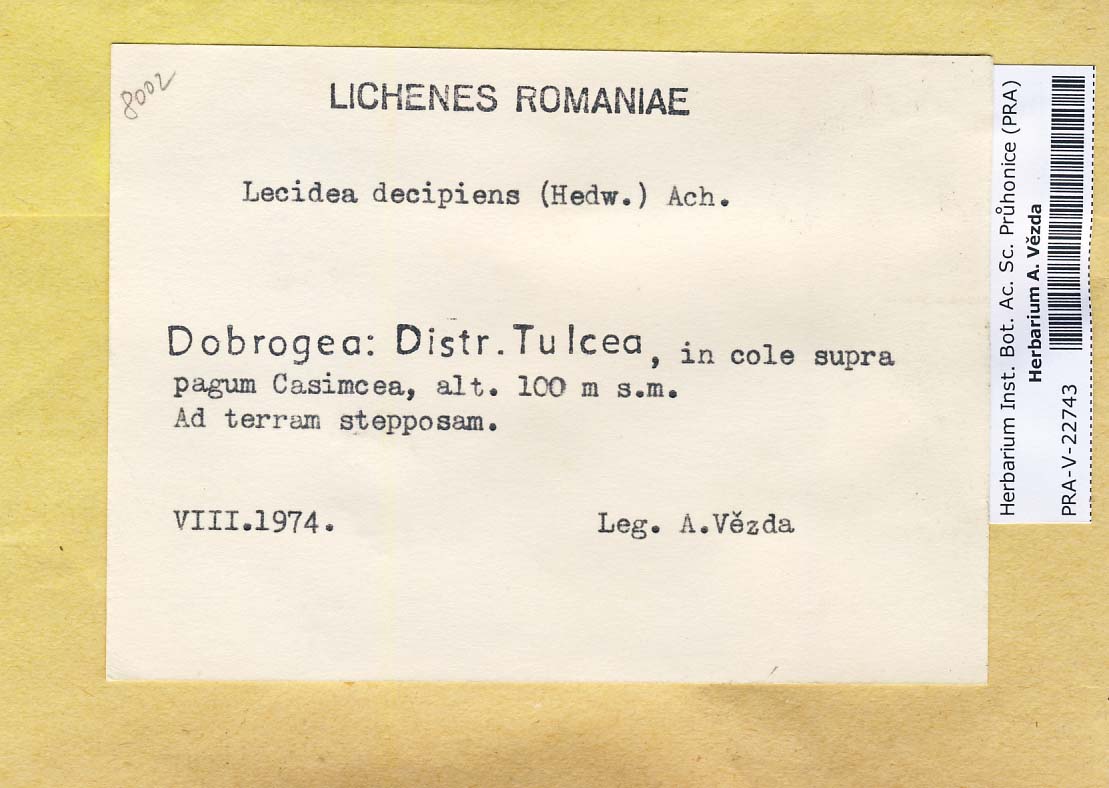 8002
LICHENES ROMANIAE
Lecidea decipiens (Hedw.) Ach.
Dobrogea: Distr. Tulcea, in cole supra
pagum Casimcea, alt. 100 m s.m.
Ad terram stepposam.
VIII.1974.
Leg. A.Vězda
Herbarium Inst. Bot. Ac. Sc. Průhonice (PRA)
Herbarium A. Vězda
PRA-V-22743